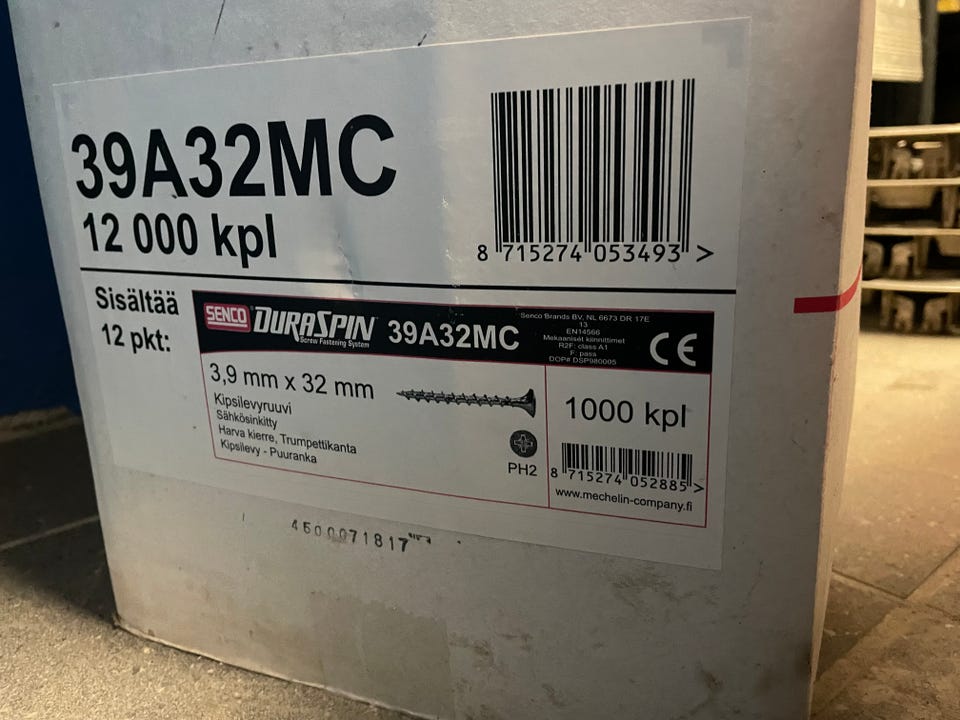 39A32MC
12 000 kpl
8 715274 053493 >
Sisältää
12 pkt:
SENCO DURASPIN
Screw Fastening System
39A32MC
Senco Brands BV, NL 6673 DR 17E
13
EN14566
Mekaaniset kiinnittimet
R2F: class A1
F: pass
DOP# DSP980005
CE
3,9 mm x 32 mm
Kipsilevyruuvi
Sähkösinkitty
Harva kierre, Trumpettikanta
Kipsilevy - Puuranka
PH2
1000 kpl
8 715274 052885 >
www.mechelin-company.fi
4500071817